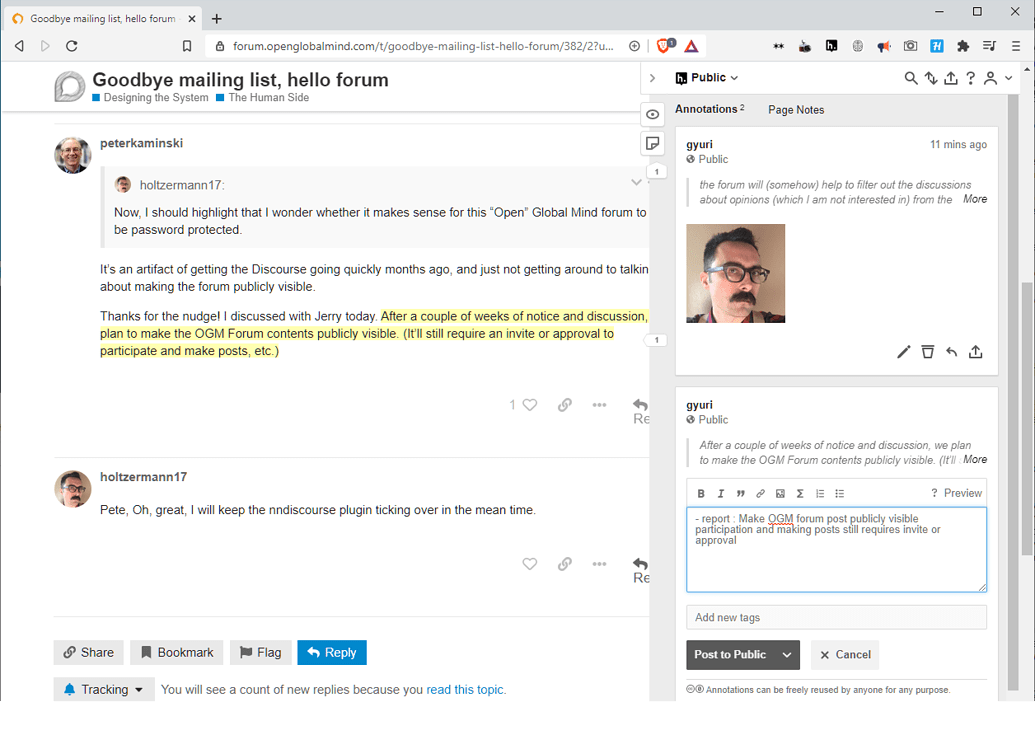 Goodbye mailing list, hello forum
forum.openglobalmind.com/t/goodbye-mailing-list-hello-forum/382/2?u...
1
Goodbye mailing list, hello forum
Designing the System The Human Side
peterkaminski
holtzermann17:
Now, I should highlight that I wonder whether it makes sense for this “Open” Global Mind forum to
be password protected.
It’s an artifact of getting the Discourse going quickly months ago, and just not getting around to talkin
about making the forum publicly visible.
Thanks for the nudge! I discussed with Jerry today. After a couple of weeks of notice and discussion,
plan to make the OGM Forum contents publicly visible. (It’ll still require an invite or approval to
participate and make posts, etc.)
1
Re
holtzermann17
Pete, Oh, great, I will keep the nndiscourse plugin ticking over in the mean time.
Re
Share Bookmark Flag Reply
Tracking You will see a count of new replies because you read this topic.
1
1
h. Public
Annotations 2 Page Notes
gyuri 11 mins ago
Public
the forum will (somehow) help to filter out the discussions
about opinions (which I am not interested in) from the More
gyuri
Public
After a couple of weeks of notice and discussion, we plan
to make the OGM Forum contents publicly visible. (It'll More
B I ? Preview
- report : Make OGM forum post publicly visible
participation and making posts still requires invite or
approval
Add new tags
Post to Public Cancel
Annotations can be freely reused by anyone for any purpose.